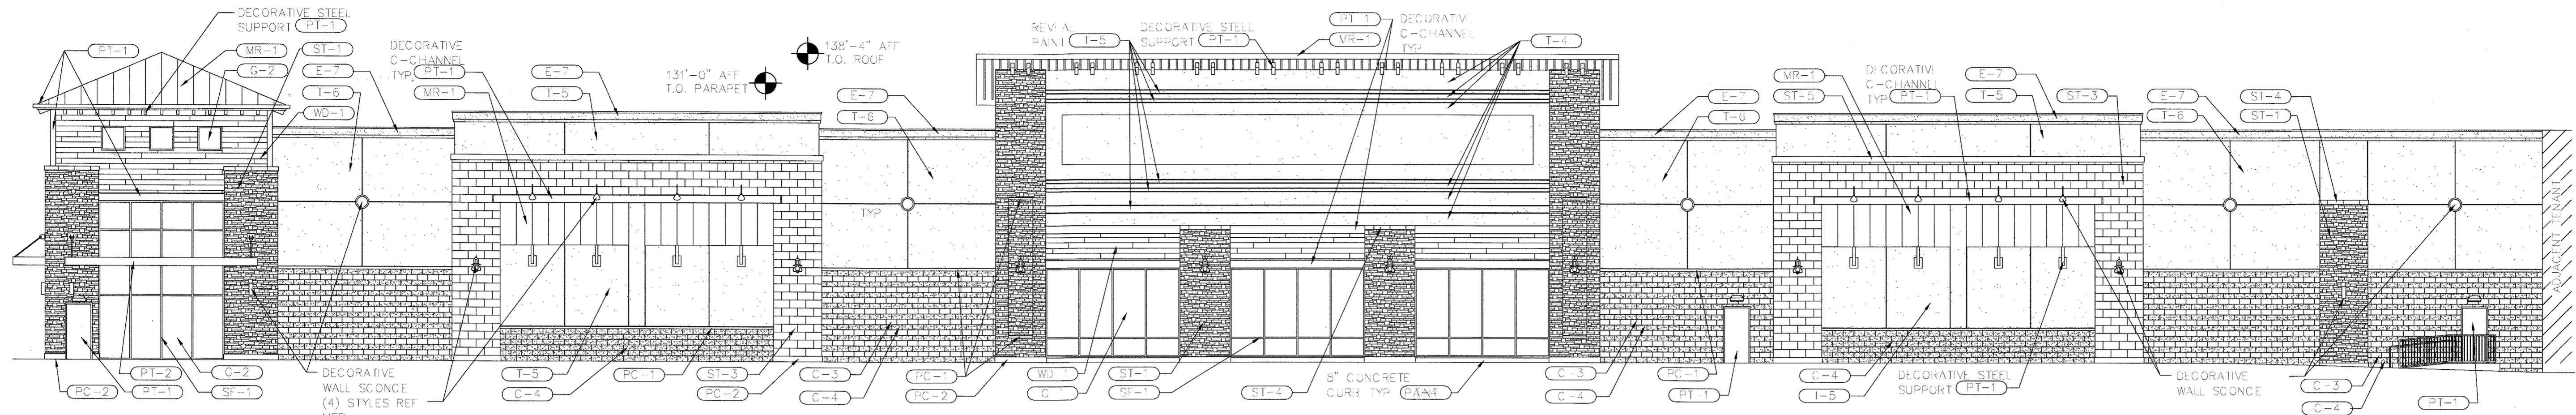 DECORATIVE STEEL
SUPPORT PT-1
PT-1
MR-1
ST-1
G-2
E-7
T-6
WD-1
E-7
DECORATIVE
C-CHANNEL
TYP. PT-1
MR-1
E-7
T-5
131'-0" AFF
T.O. PARAPET
138'-4" AFF
T.O. ROOF
E-7
T-6
REVEAL
PAINT T-5
DECORATIVE STEEL
SUPPORT PT-1
PT-1
MR-1
DECORATIVE
C-CHANNEL
TYP
T-4
E-7
T-6
MR-1
ST-5
DECORATIVE
C-CHANNEL
TYP PT-1
E-7
T-5
ST-3
E-7
T-6
ST-4
ST-1
TYP
ADJACENT TENANT
PC-2
PT-2
PT-1
G-2
SF-1
DECORATIVE
WALL SCONCE
(4) STYLES REF
T-5
C-4
PC-1
ST-3
PC-2
C-3
C-4
PC-1
PC-2
WD-1
ST-1
SF-1
ST-4
8" CONCRETE
CURB TYP
C-3
C-4
PC-1
PT-1
C-4
T-5
DECORATIVE STEEL
SUPPORT PT-1
DECORATIVE
WALL SCONCE
C-3
C-4
PT-1